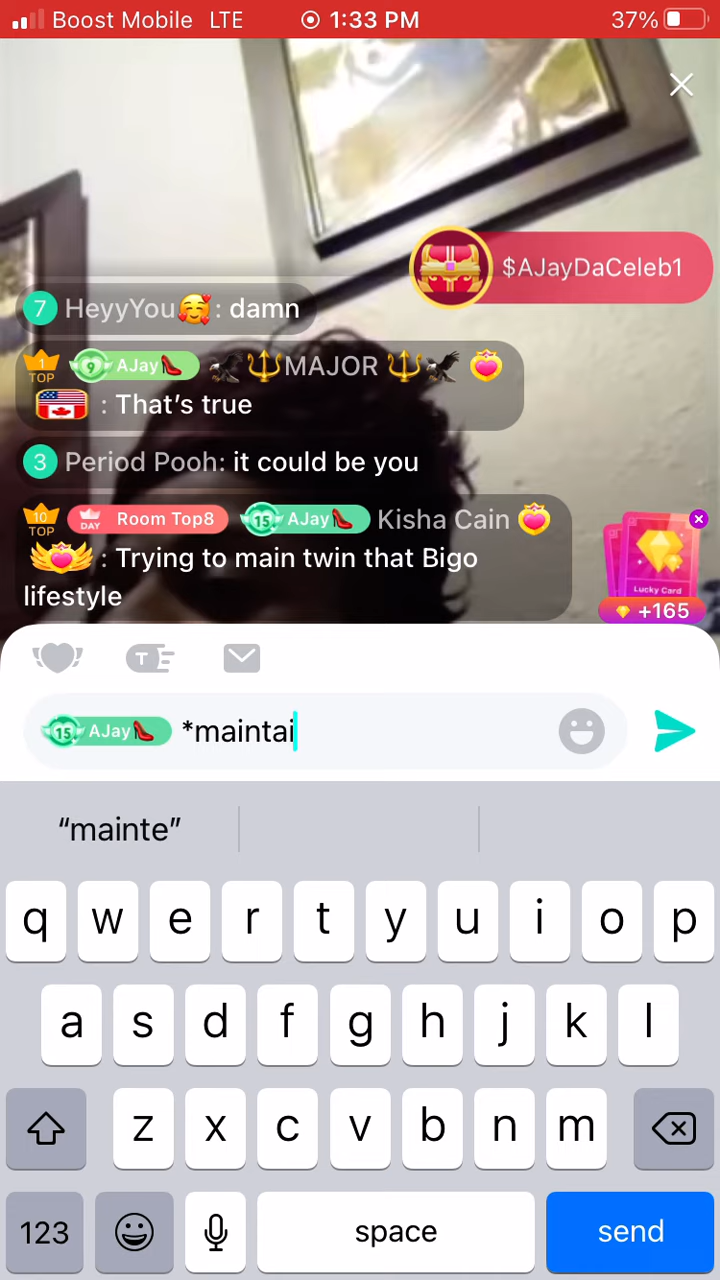 Boost Mobile LTE 1:33 PM 37%
$AJayDaCeleb1
7 HeyyYou🥰: damn
1 TOP 9 AJay👠 🦅🔱MAJOR 🔱🦅
: That's true
3 Period Pooh: it could be you
10 TOP DAY Room Top8 15 AJay👠 Kisha Cain
: Trying to main twin that Bigo
lifestyle
Lucky Card
+165
T
15 AJay👠 *maintai
“mainte”
q w e r t y u i o p
a s d f g h j k l
z x c v b n m
123 space send